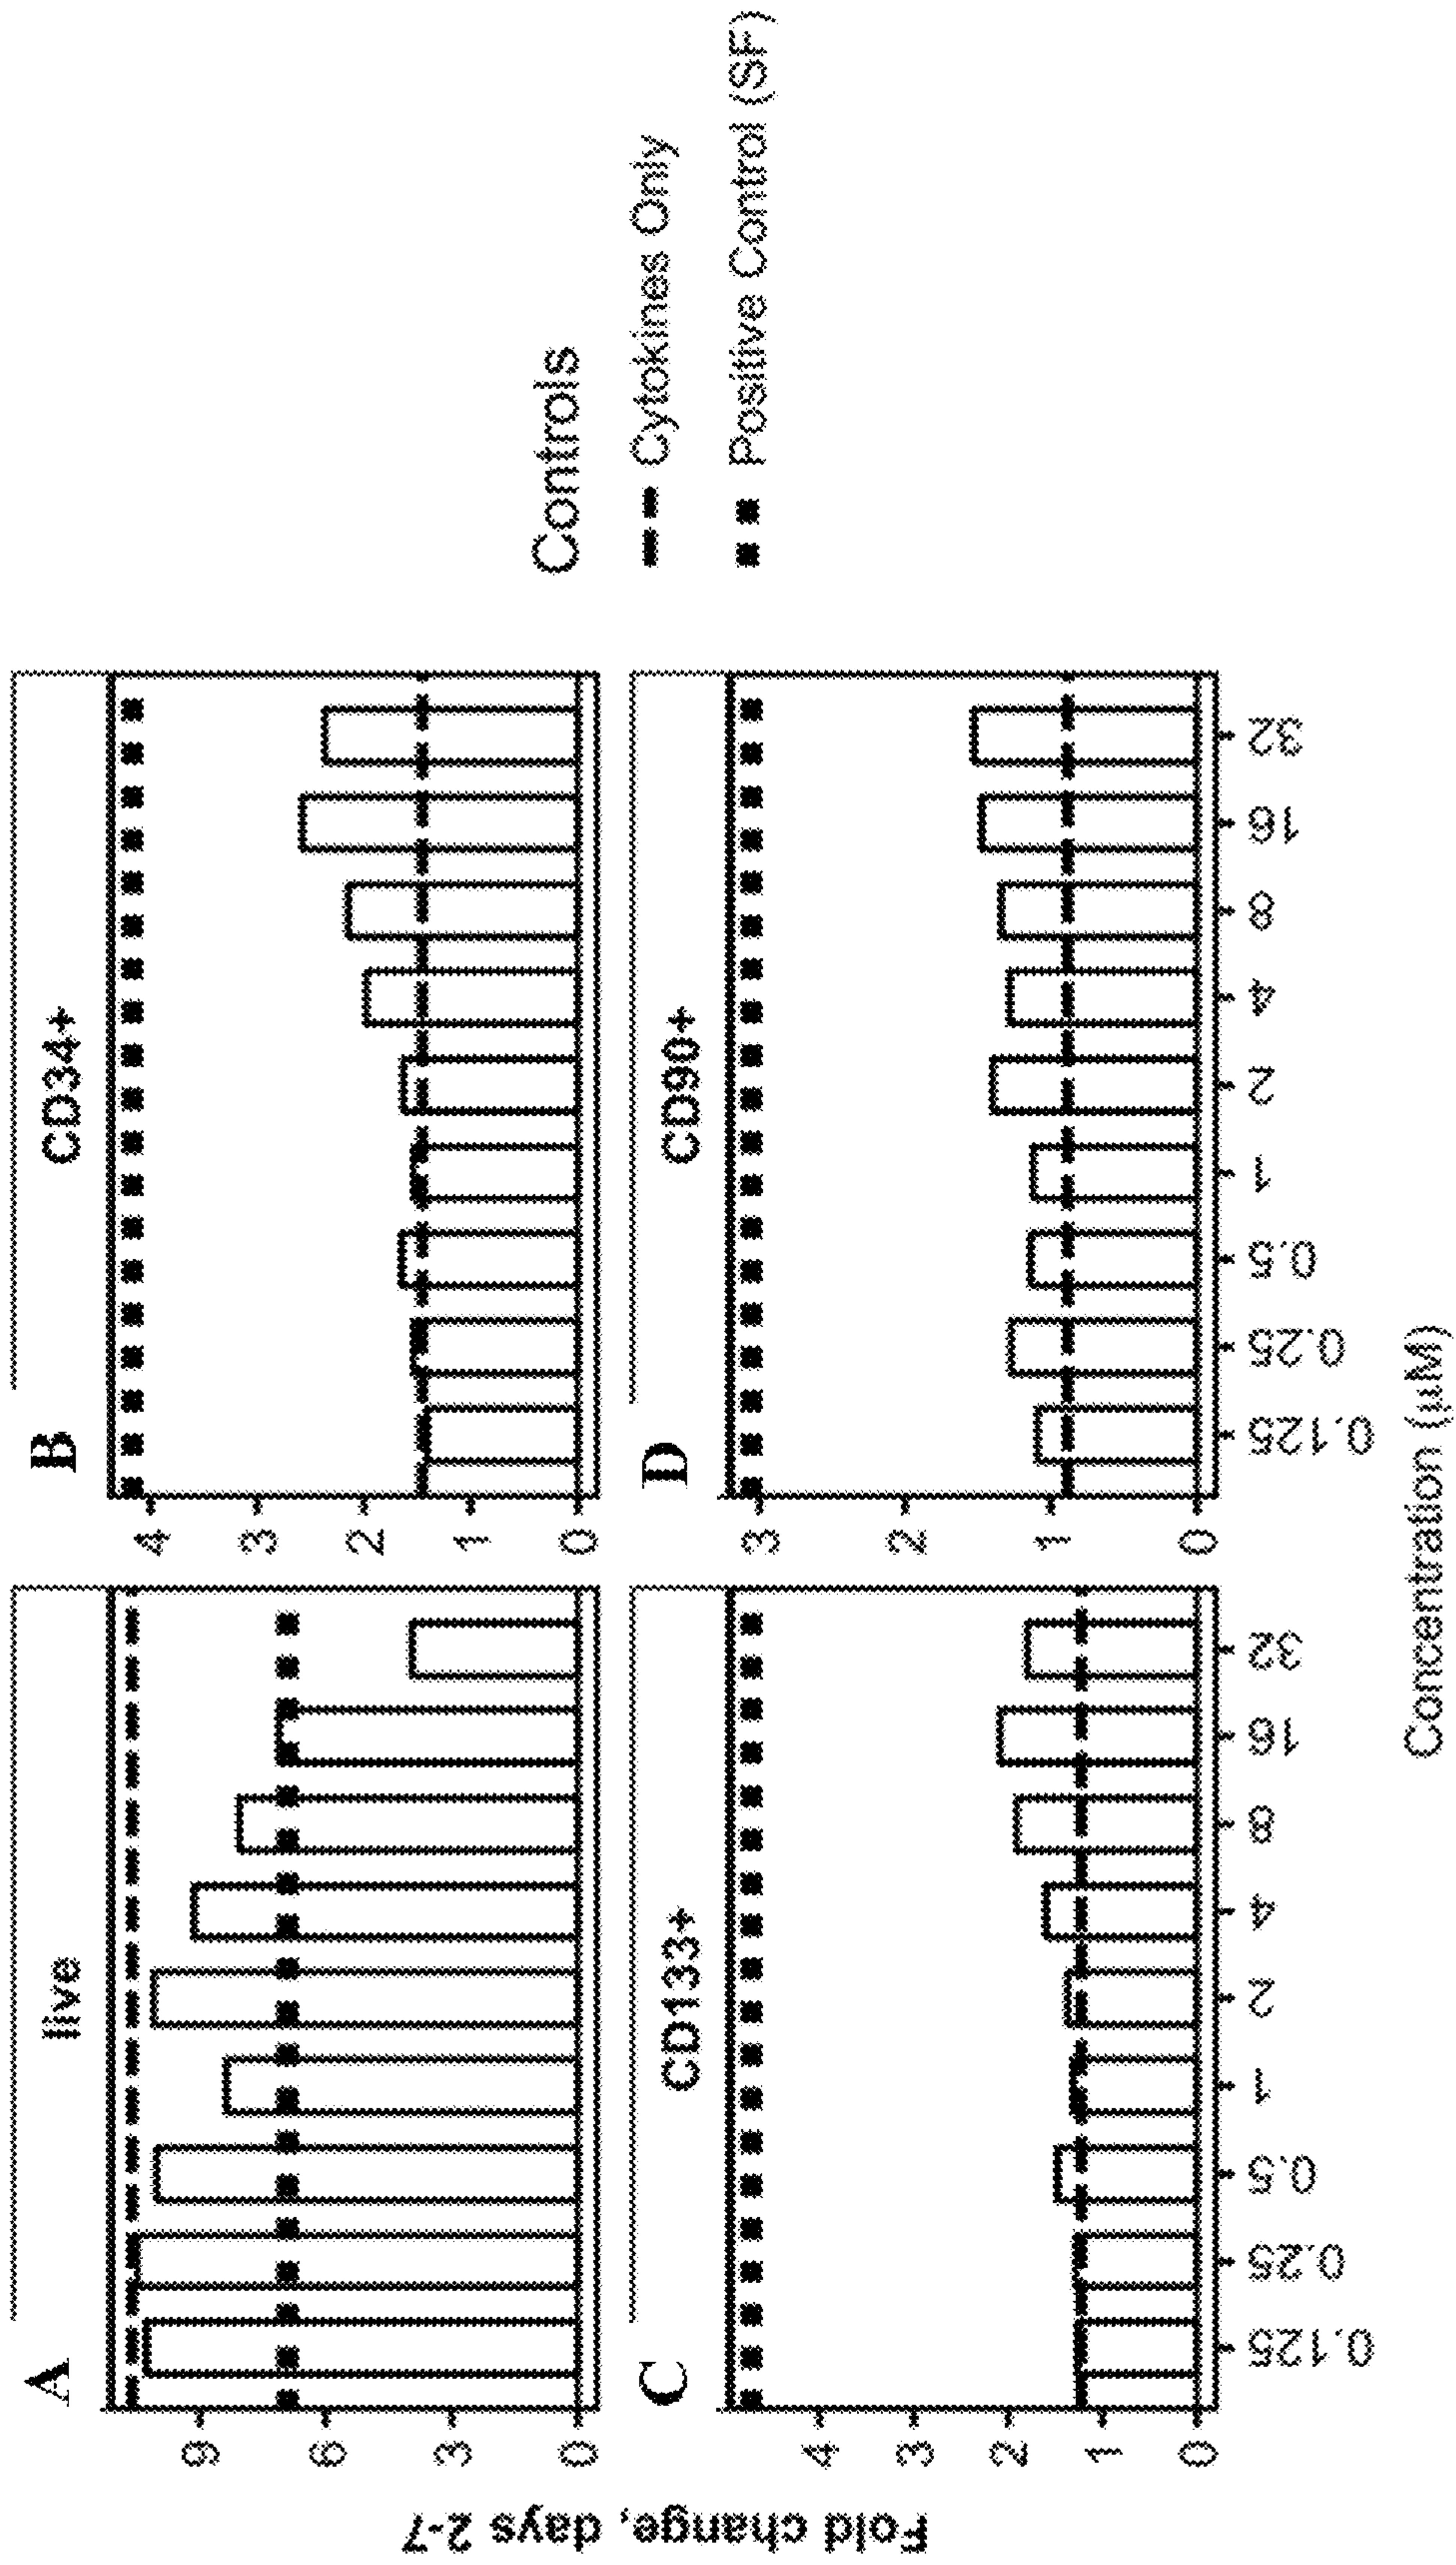 A
live
B
CD34+
9
6
3
0
4
3
2
1
0
C
CD133+
D
CD90+
4
3
2
1
0
3
2
1
0
0.125
0.25
0.5
1
2
4
8
16
32
0.125
0.25
0.5
1
2
4
8
16
32
Fold change, days 2-7
Concentration (µM)
Controls
Cytokines Only
Positive Control (SF)